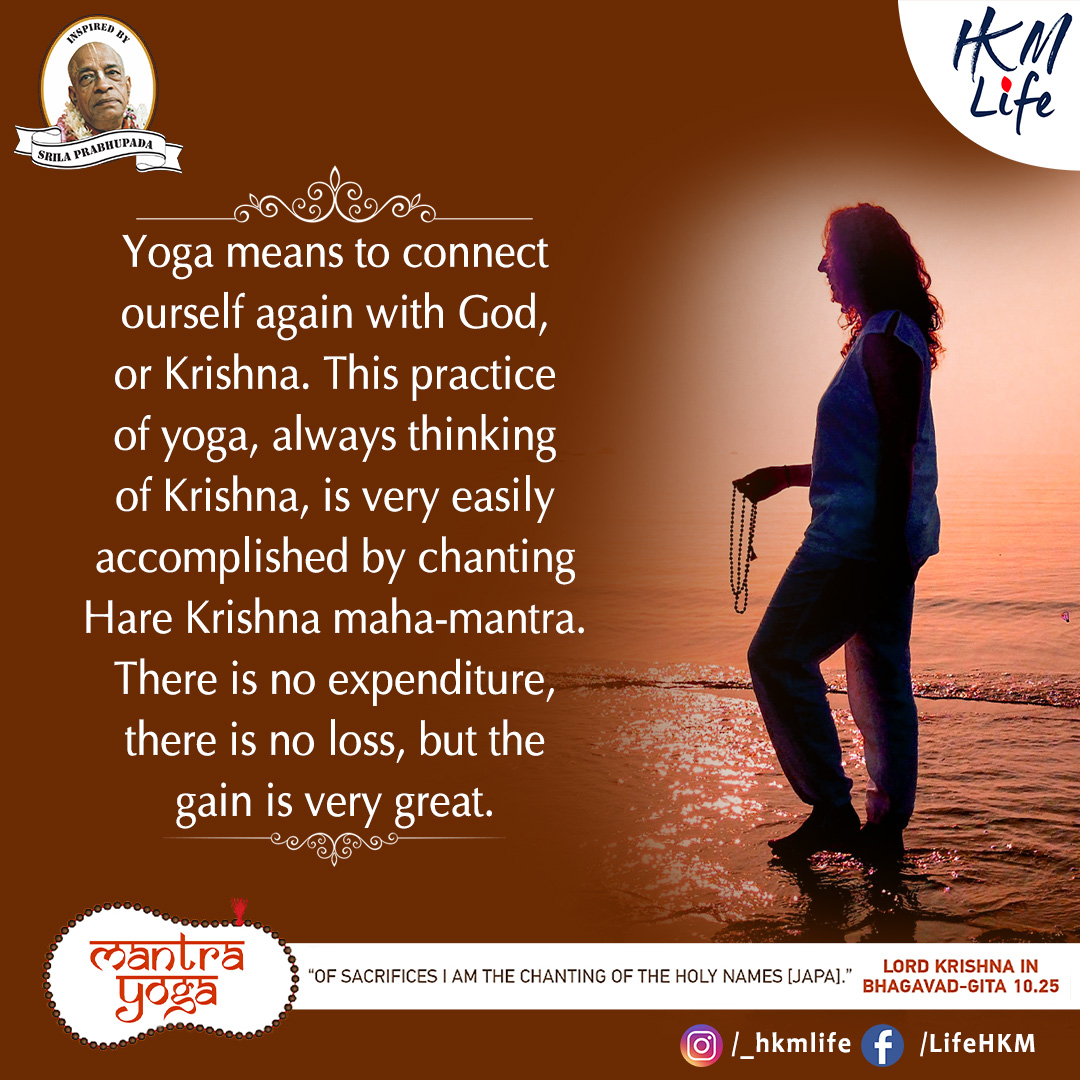 INSPIRED BY
SRILA PRABHUPADA
HKM
Life
Yoga means to connect
ourself again with God,
or Krishna. This practice
of yoga, always thinking
of Krishna, is very easily
accomplished by chanting
Hare Krishna maha-mantra.
There is no expenditure,
there is no loss, but the
gain is very great.
mantra
yoga
“OF SACRIFICES I AM THE CHANTING OF THE HOLY NAMES [JAPA].”
LORD KRISHNA IN
BHAGAVAD-GITA 10.25
/_hkmlife
/LifeHKM